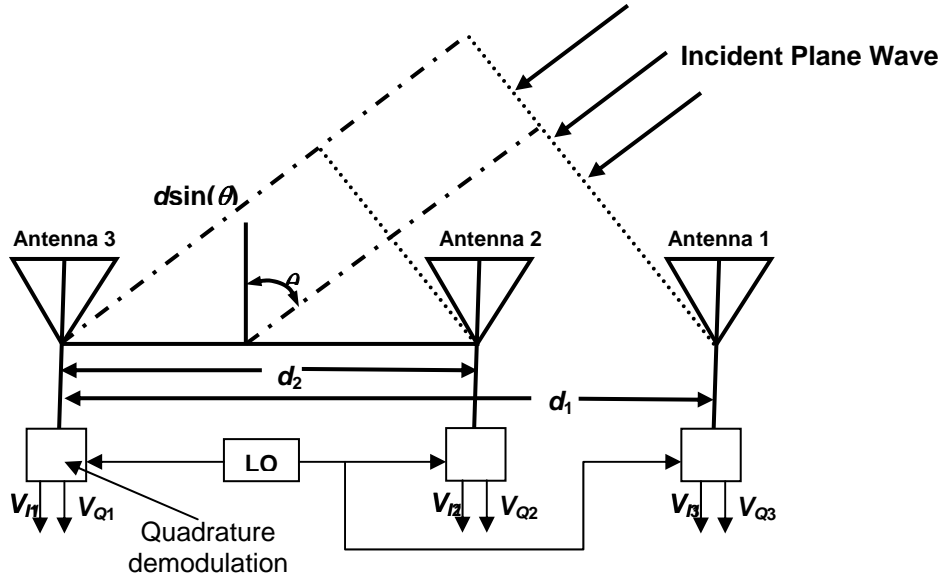 Incident Plane Wave
dsin(θ)
Antenna 3
Antenna 2
Antenna 1
θ
d2
d1
LO
VI1
VQ1
VI2
VQ2
VI3
VQ3
Quadrature
demodulation